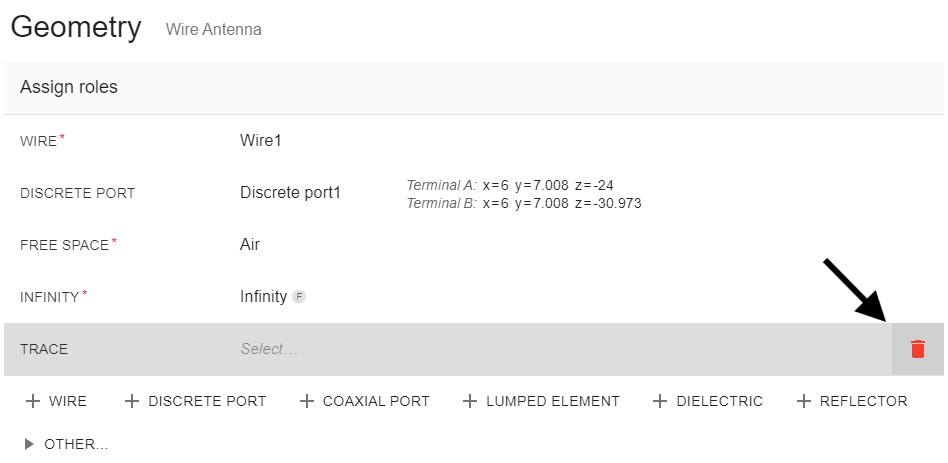 Geometry Wire Antenna
Assign roles
WIRE* Wire1
DISCRETE PORT Discrete port1 Terminal A: x=6 y=7.008 z=-24
Terminal B: x=6 y=7.008 z=-30.973
FREE SPACE* Air
INFINITY* Infinity F
TRACE Select...
+ WIRE + DISCRETE PORT + COAXIAL PORT + LUMPED ELEMENT + DIELECTRIC + REFLECTOR
OTHER...